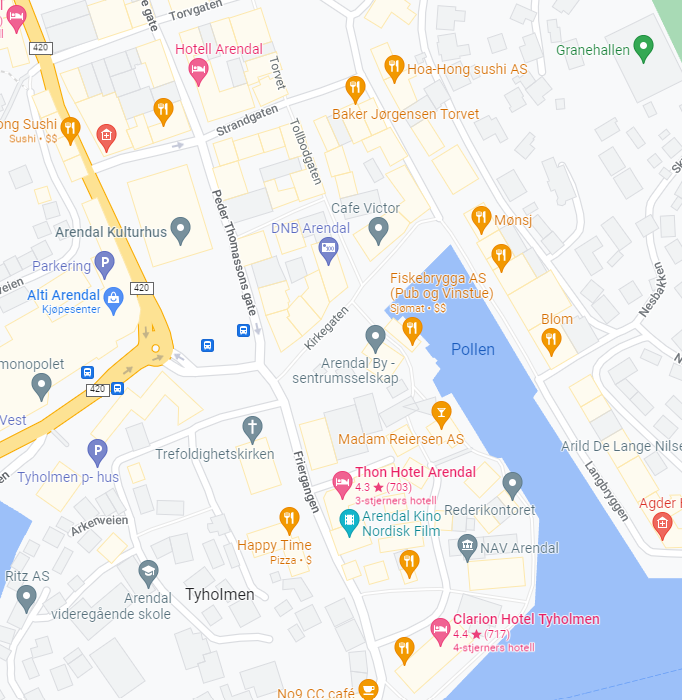 Torvgaten
e gate
420
Hotell Arendal
Granehallen
Torvet
Hoa-Hong sushi AS
Baker Jørgensen Torvet
ong Sushi
Sushi • $$
Strandgaten
Tollbodgaten
Peder Thomassons gate
Cafe Victor
Mønsj
Arendal Kulturhus
DNB Arendal
Parkering
Fiskebrygga AS
(Pub og Vinstue)
Sjømat • $$
420
Alti Arendal
Kjøpesenter
eien
Nesbakken
Sk
Kirkegaten
Blom
Pollen
monopolet
Arendal By -
sentrumsselskap
420
Vest
Madam Reiersen AS
Trefoldighetskirken
Arild De Lange Nilse
Tyholmen p- hus
en
Friergangen
Thon Hotel Arendal
4.3 ★ (703)
3-stjerners hotell
Langbryggen
Rederikontoret
Agder
Arendal Kino
Nordisk Film
Arkenveien
Happy Time
Pizza • $
NAV Arendal
Ritz AS
Arendal
videregående skole
Tyholmen
Clarion Hotel Tyholmen
4.4 ★ (717)
4-stjerners hotell
No9 CC café